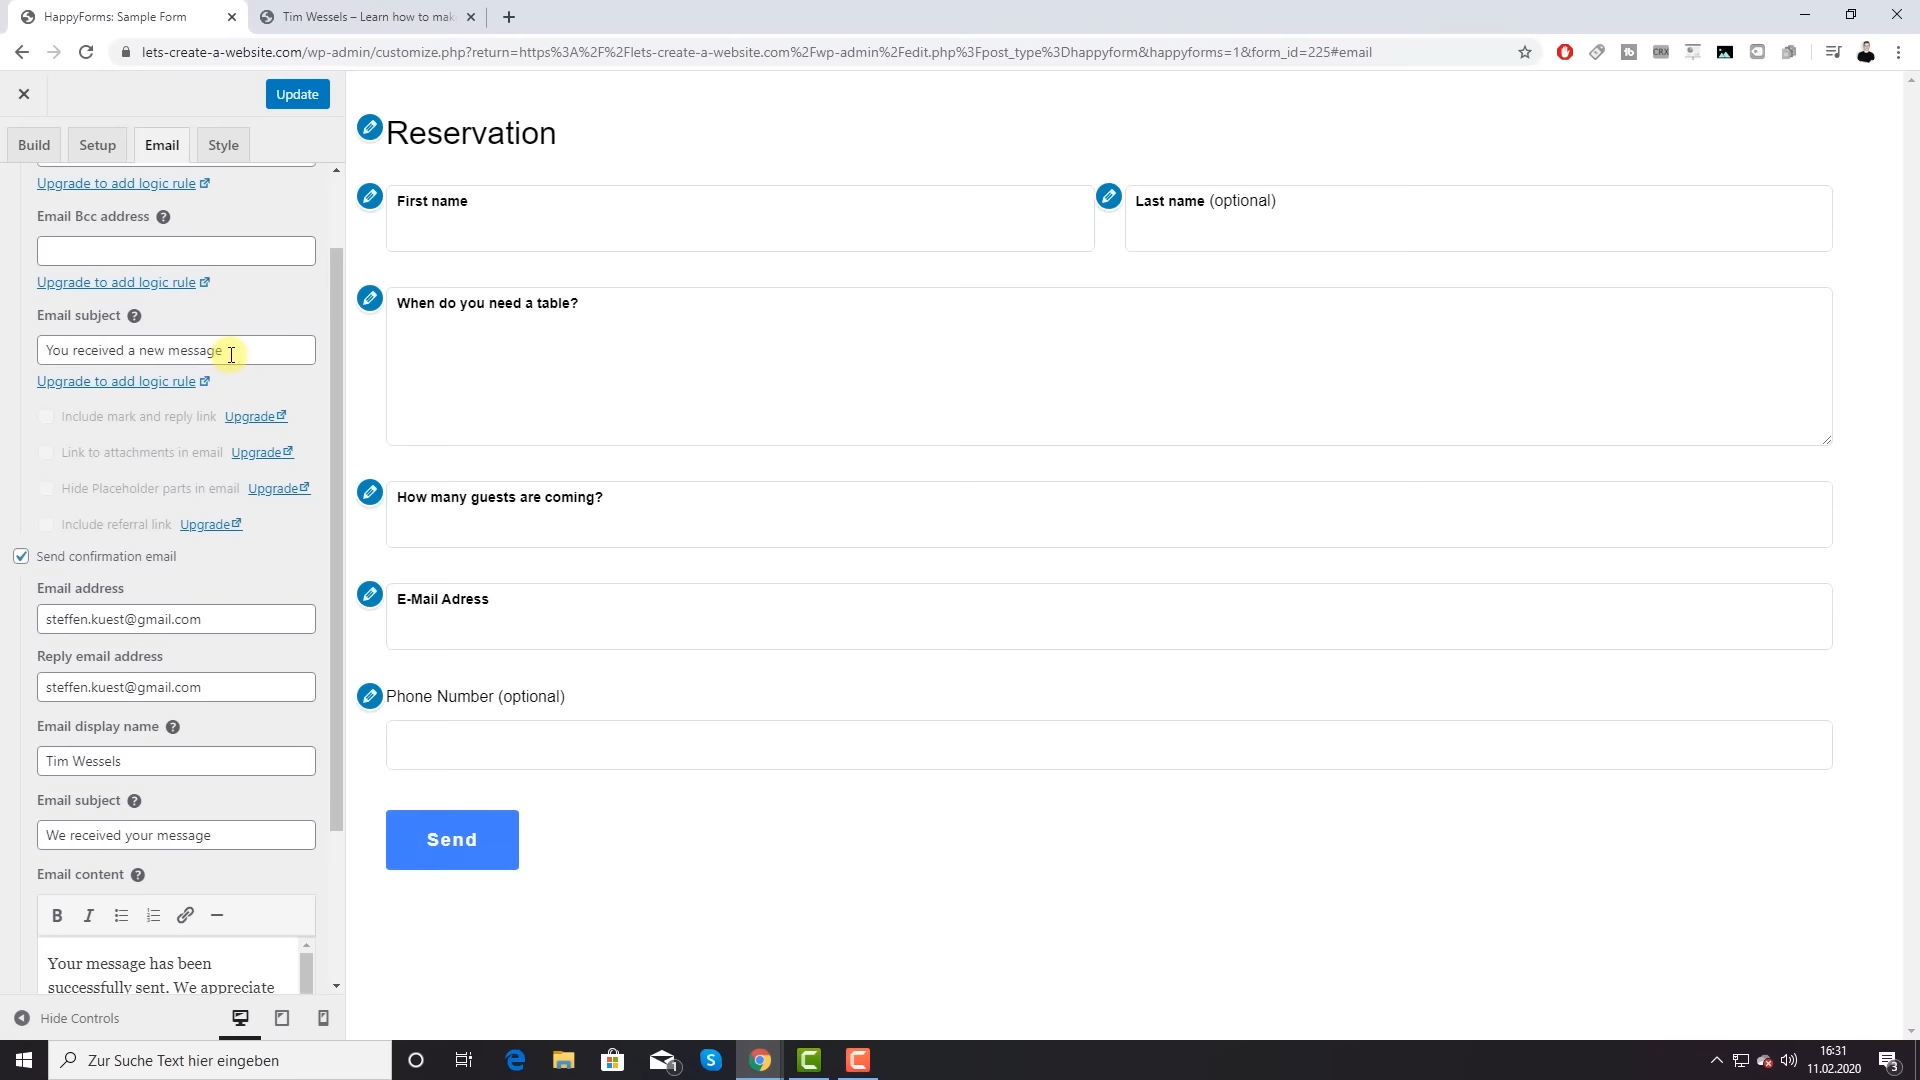 HappyForms: Sample Form
Tim Wessels – Learn how to mak
lets-create-a-website.com/wp-admin/customize.php?return=https%3A%2F%2Flets-create-a-website.com%2Fwp-admin%2Fedit.php%3Fpost_type%3Dhappyform&happyforms=1&form_id=225#email
Update
Build Setup Email Style
Upgrade to add logic rule
Email Bcc address
Upgrade to add logic rule
Email subject
You received a new message
Upgrade to add logic rule
Include mark and reply link Upgrade
Link to attachments in email Upgrade
Hide Placeholder parts in email Upgrade
Include referral link Upgrade
Send confirmation email
Email address
steffen.kuest@gmail.com
Reply email address
steffen.kuest@gmail.com
Email display name
Tim Wessels
Email subject
We received your message
Email content
B I
Your message has been
successfully sent. We appreciate
Hide Controls
Reservation
First name
Last name (optional)
When do you need a table?
How many guests are coming?
E-Mail Adress
Phone Number (optional)
Send
Zur Suche Text hier eingeben
16:31
11.02.2020